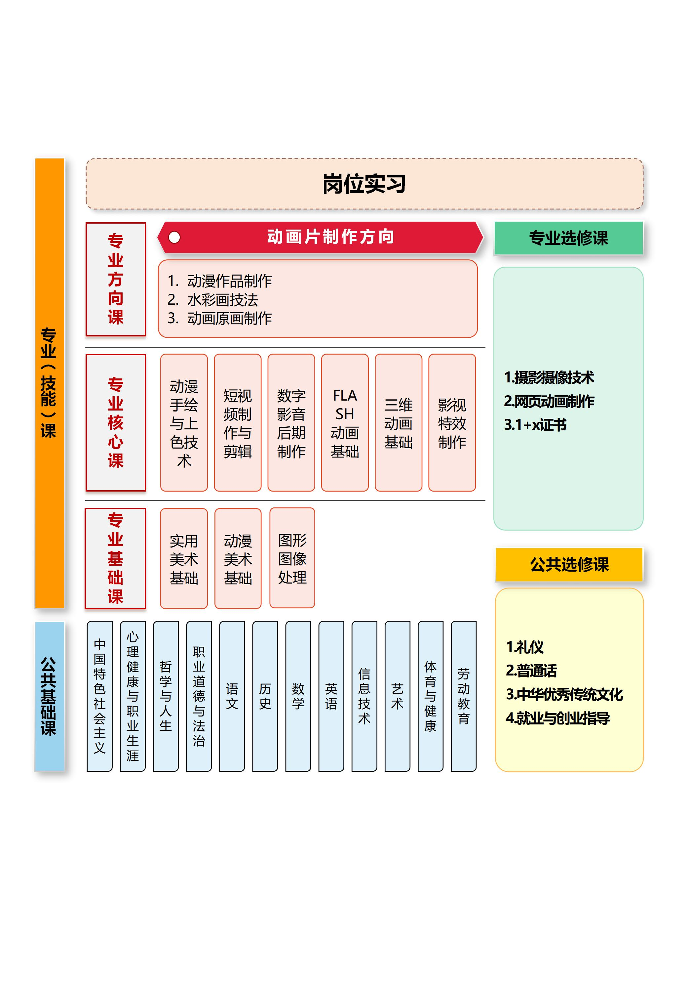 岗位实习
专业（技能）课
专业方向课
动画片制作方向
1. 动漫作品制作
2. 水彩画技法
3. 动画原画制作
专业核心课
动漫
手绘
与上
色技
术
短视
频制
作与
剪辑
数字
影音
后期
制作
FLA
SH
动画
基础
三维
动画
基础
影视
特效
制作
专业基础课
实用
美术
基础
动漫
美术
基础
图形
图像
处理
专业选修课
1.摄影摄像技术
2.网页动画制作
3.1+x证书
公共基础课
中国特色社会主义
心理健康与职业生涯
哲学与人生
职业道德与法治
语文
历史
数学
英语
信息技术
艺术
体育与健康
劳动教育
公共选修课
1.礼仪
2.普通话
3.中华优秀传统文化
4.就业与创业指导